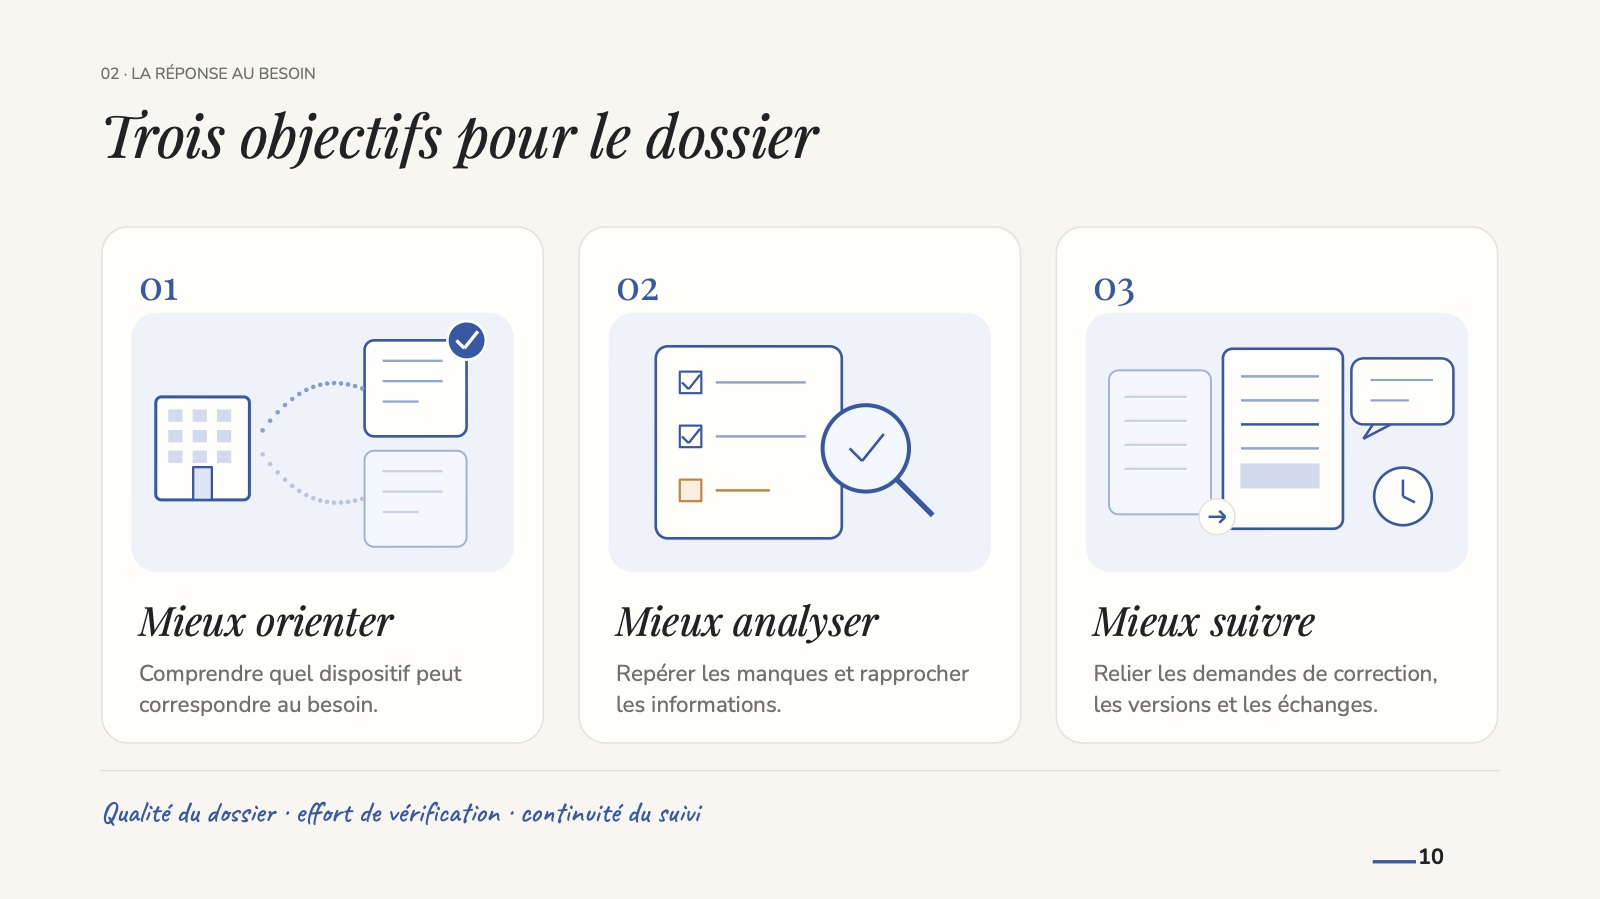 02 · LA RÉPONSE AU BESOIN
Trois objectifs pour le dossier
01
Mieux orienter
Comprendre quel dispositif peut
correspondre au besoin.
02
Mieux analyser
Repérer les manques et rapprocher
les informations.
03
Mieux suivre
Relier les demandes de correction,
les versions et les échanges.
Qualité du dossier · effort de vérification · continuité du suivi
10